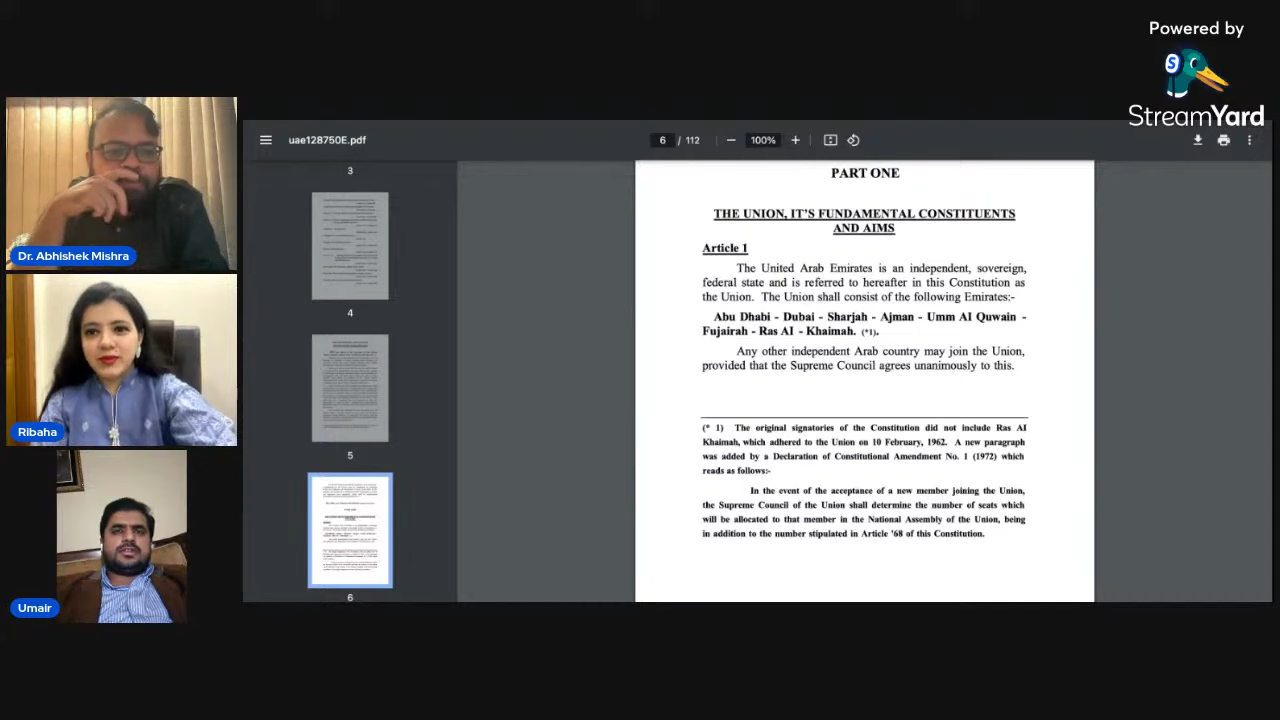 Powered by
StreamYard
Dr. Abhishek Mishra
Ribaha
Umair
uae128750E.pdf
6 / 112
100%
3
4
5
6
PART ONE
THE UNION, IT'S FUNDAMENTAL CONSTITUENTS
AND AIMS
Article 1
The United Arab Emirates is an independent, sovereign,
federal state and is referred to hereafter in this Constitution as
the Union. The Union shall consist of the following Emirates:-
Abu Dhabi - Dubai - Sharjah - Ajman - Umm AI Quwain -
Fujairah - Ras AI - Khaimah. (*1).
Any other independent Arab country may join the Union,
provided that the Supreme Council agrees unanimously to this.
(* 1) The original signatories of the Constitution did not include Ras AI
Khaimah, which adhered to the Union on 10 February, 1962. A new paragraph
was added by a Declaration of Constitutional Amendment No. 1 (1972) which
reads as follows:-
In the event of the acceptance of a new member joining the Union,
the Supreme Council of the Union shall determine the number of seats which
will be allocated to that member in the National Assembly of the Union, being
in addition to the number stipulated in Article '68 of this Constitution.